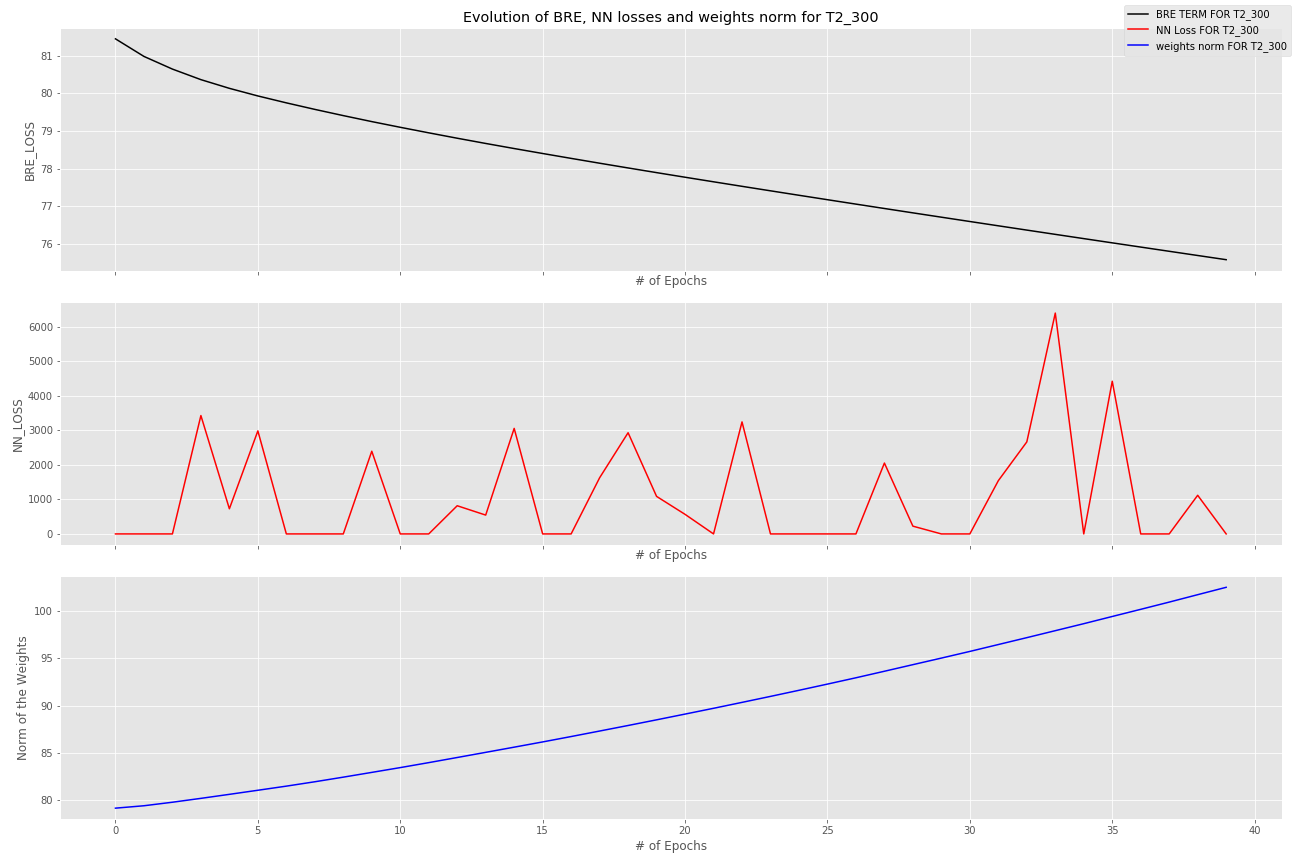 Evolution of BRE, NN losses and weights norm for T2_300
BRE TERM FOR T2_300
NN Loss FOR T2_300
weights norm FOR T2_300
BRE_LOSS
81
80
79
78
77
76
# of Epochs
NN_LOSS
6000
5000
4000
3000
2000
1000
0
# of Epochs
Norm of the Weights
100
95
90
85
80
0 5 10 15 20 25 30 35 40
# of Epochs